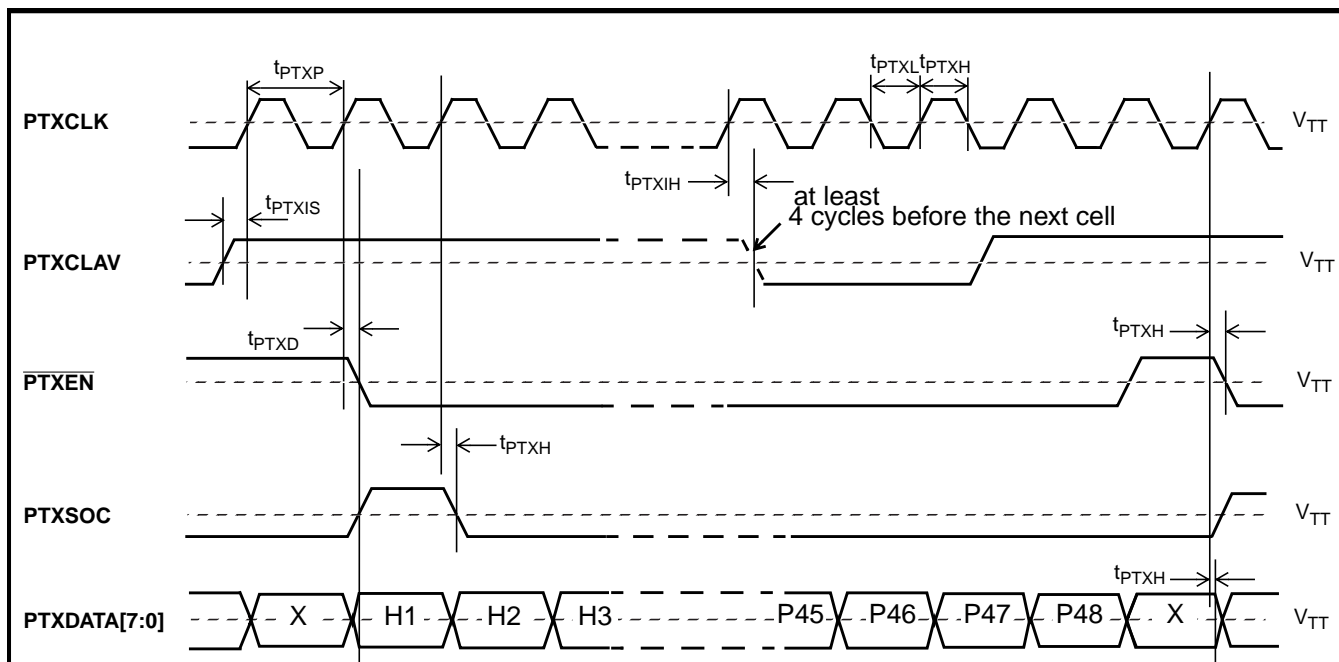 tPTXP
tPTXL tPTXH
PTXCLK
VTT
tPTXIH
at least
4 cycles before the next cell
tPTXIS
PTXCLAV
VTT
tPTXD
tPTXH
PTXEN
VTT
tPTXH
PTXSOC
VTT
tPTXH
PTXDATA[7:0]
X H1 H2 H3 P45 P46 P47 P48 X
VTT